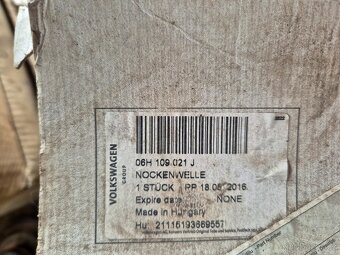 VOLKSWAGEN
GROUP
06H 109 021 J
NOCKENWELLE
1 STÜCK PP 18.05.2016
Expire date NONE
Made in Hungary
Hu: 21115193669557